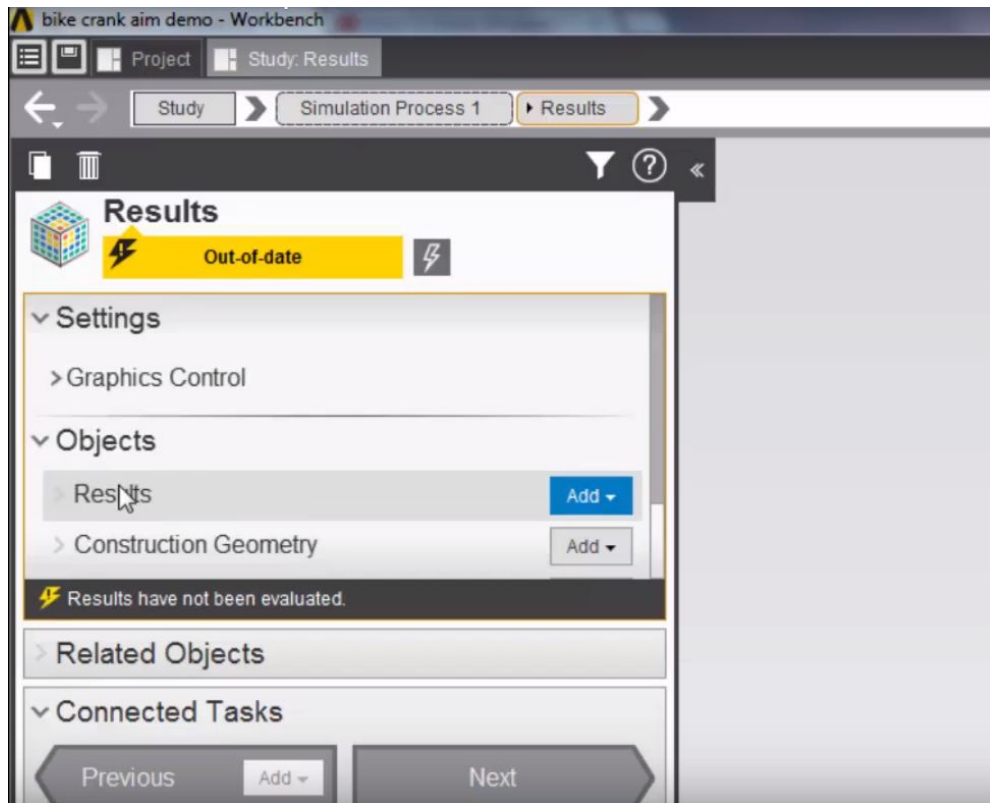 bike crank aim demo - Workbench
Project
Study: Results
Study
Simulation Process 1
Results
Results
Out-of-date
Settings
Graphics Control
Objects
Results
Add
Construction Geometry
Add
Results have not been evaluated.
Related Objects
Connected Tasks
Previous
Add
Next